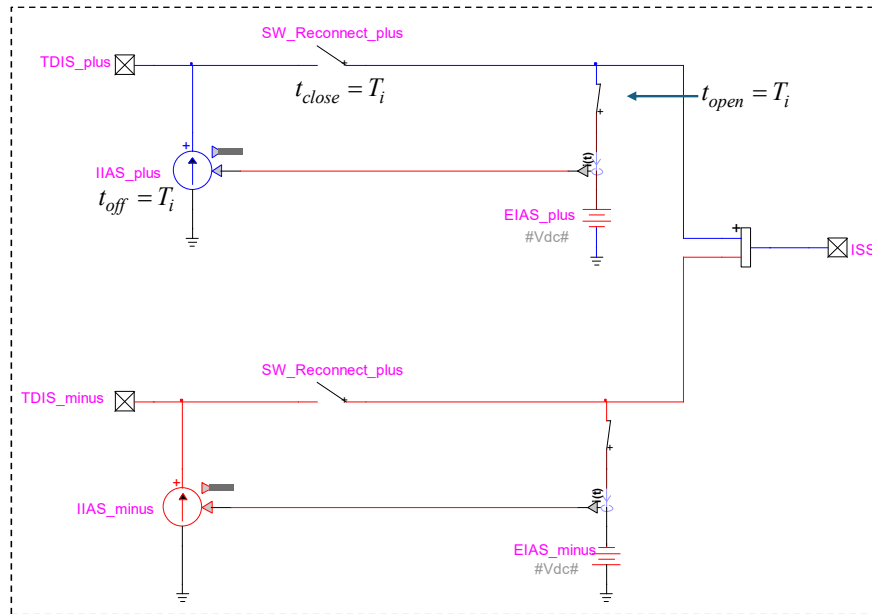 SW_Reconnect_plus
TDIS_plus
t_close = T_i
t_open = T_i
+
+
i(t)
IIAS_plus
t_off = T_i
EIAS_plus
#Vdc#
+
ISS
SW_Reconnect_plus
TDIS_minus
+
+
i(t)
IIAS_minus
EIAS_minus
#Vdc#